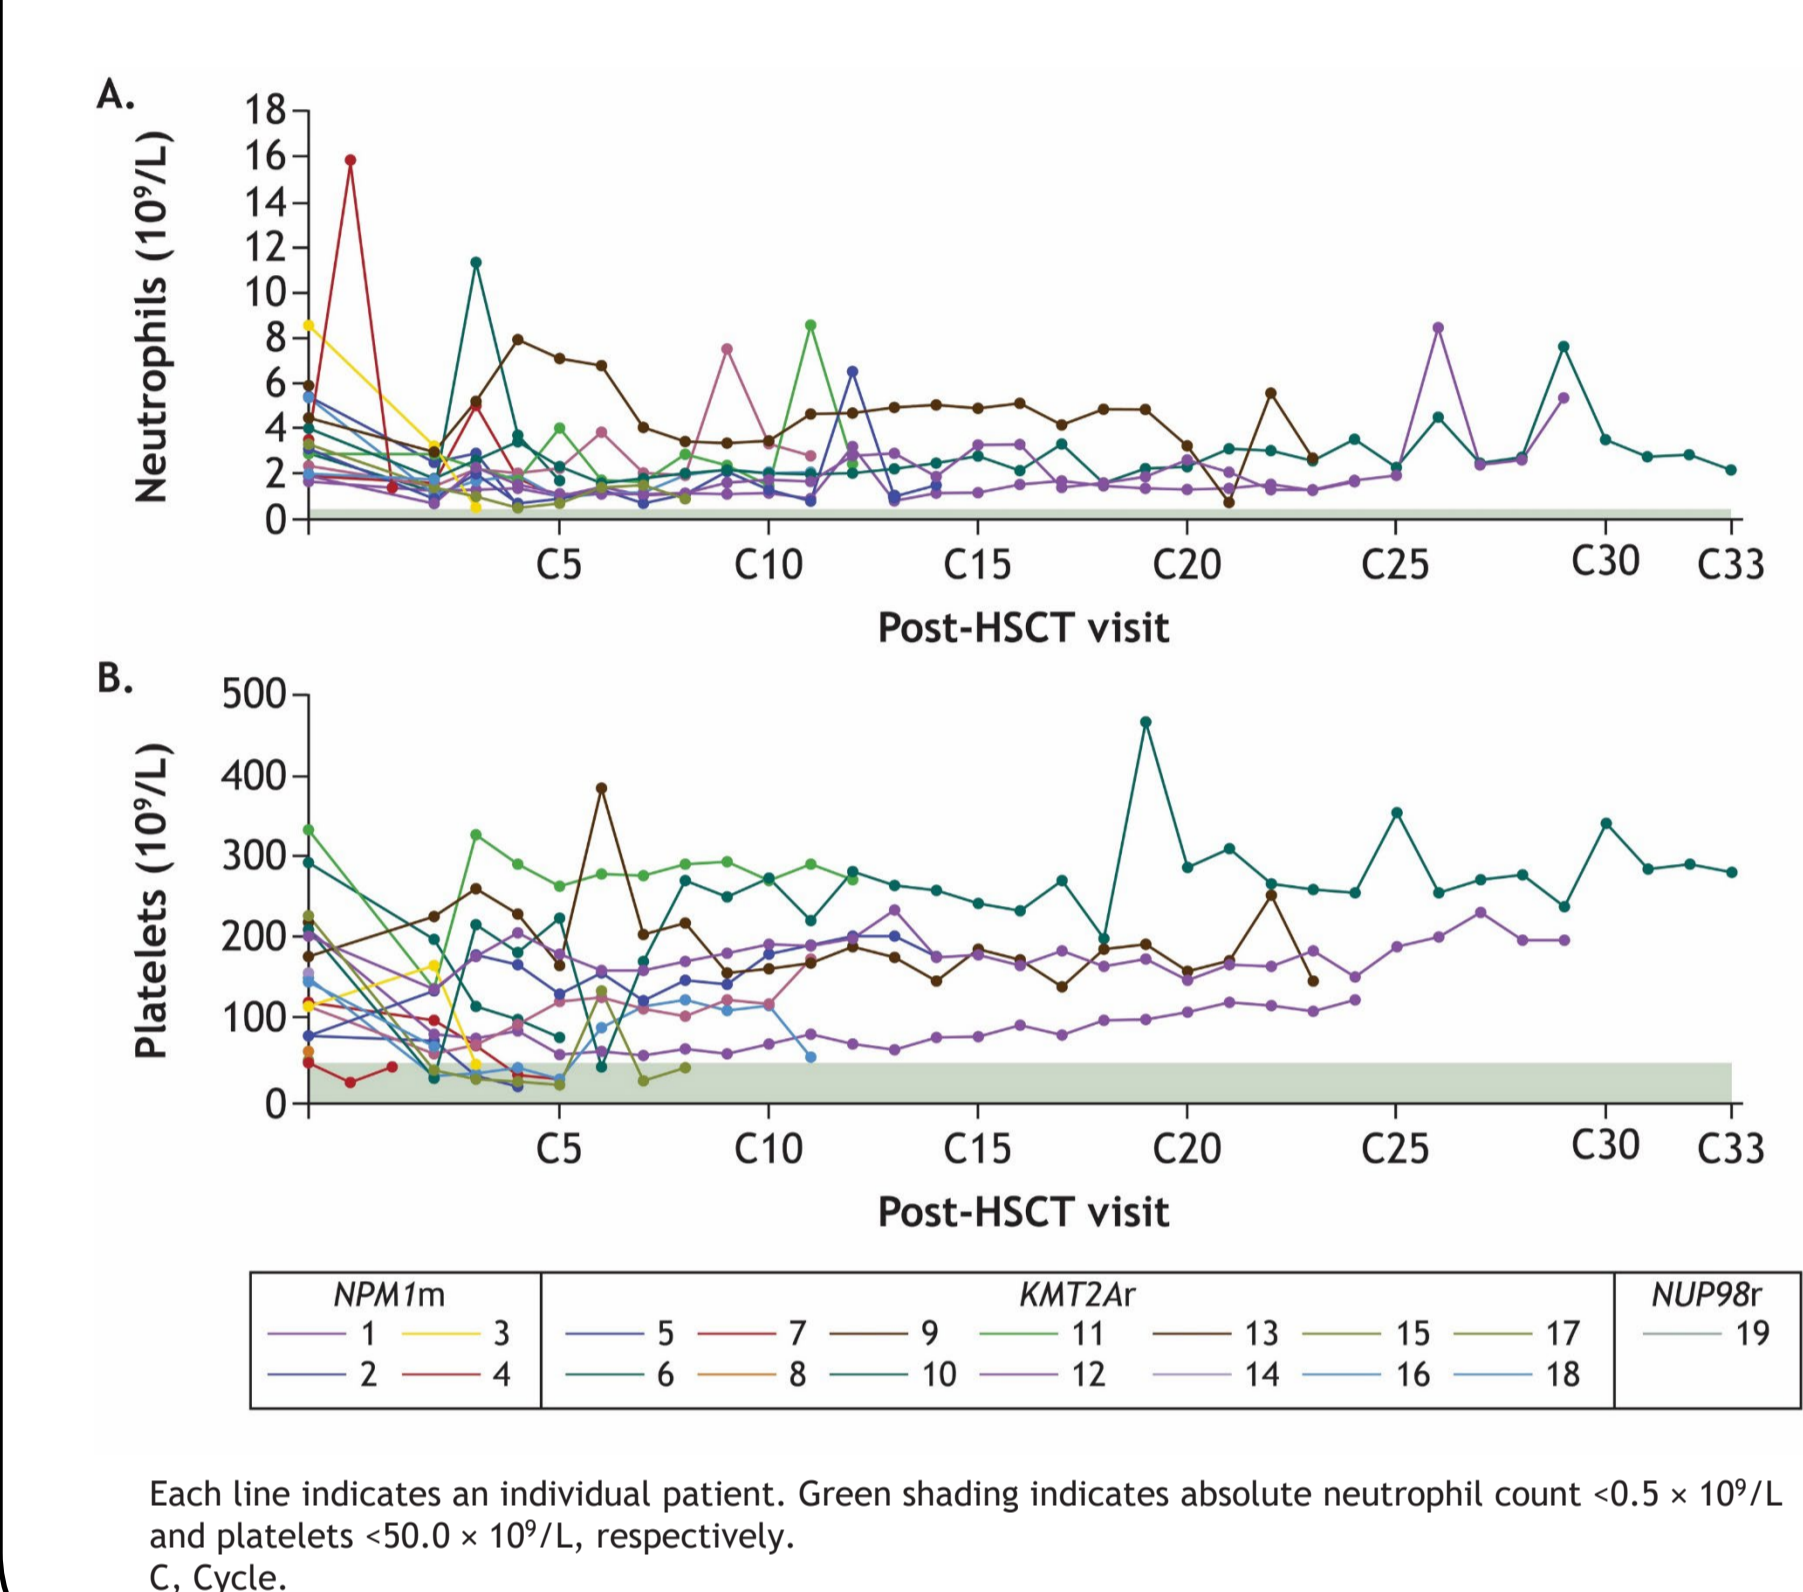 A.
Neutrophils (10⁹/L)
18
16
14
12
10
8
6
4
2
0
C5 C10 C15 C20 C25 C30 C33
Post-HSCT visit
B.
Platelets (10⁹/L)
500
400
300
200
100
0
C5 C10 C15 C20 C25 C30 C33
Post-HSCT visit
NPM1m KMT2Ar NUP98r
1 3 5 7 9 11 13 15 17 19
2 4 6 8 10 12 14 16 18
Each line indicates an individual patient. Green shading indicates absolute neutrophil count <0.5 × 10⁹/L
and platelets <50.0 × 10⁹/L, respectively.
C, Cycle.